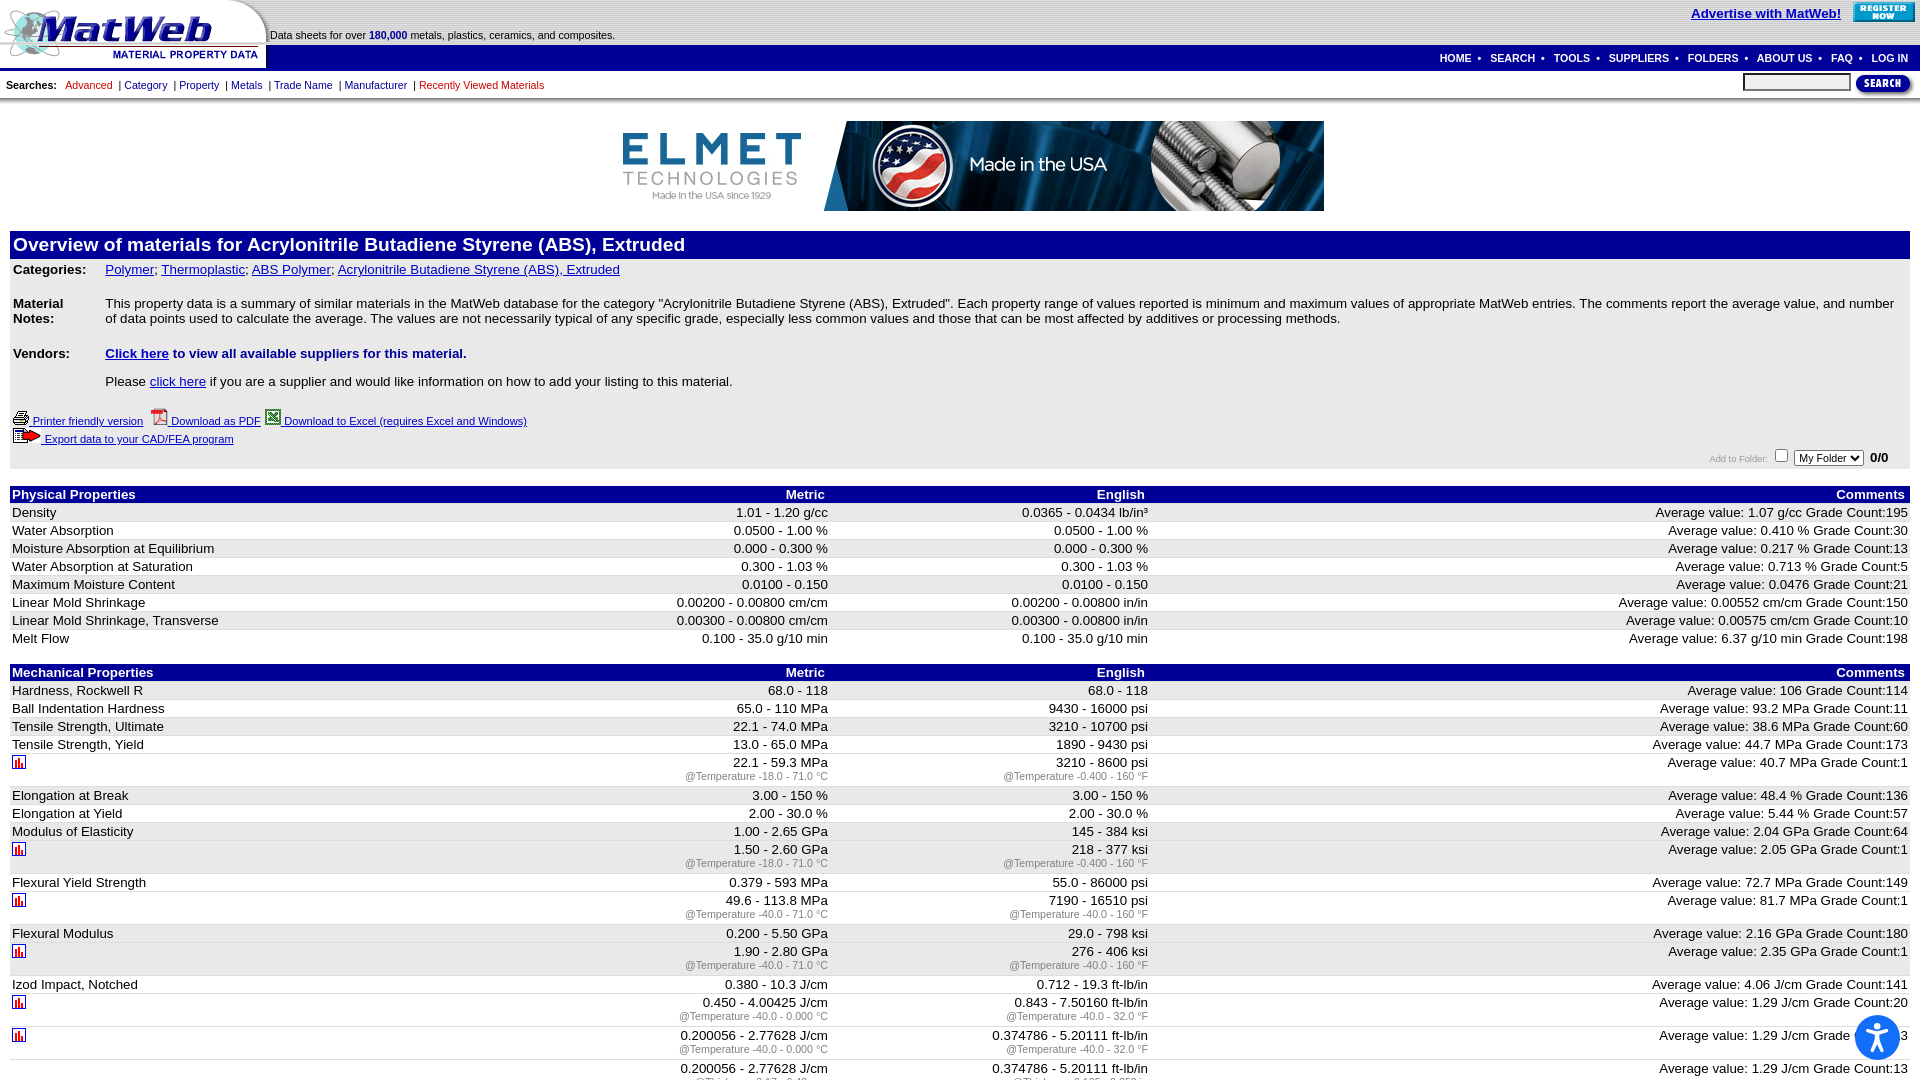 MatWeb
MATERIAL PROPERTY DATA
Data sheets for over 180,000 metals, plastics, ceramics, and composites.
Advertise with MatWeb!
REGISTER NOW
HOME • SEARCH • TOOLS • SUPPLIERS • FOLDERS • ABOUT US • FAQ • LOG IN
Searches: Advanced | Category | Property | Metals | Trade Name | Manufacturer | Recently Viewed Materials
SEARCH
ELMET
TECHNOLOGIES
Made in the USA since 1929
Made in the USA
Overview of materials for Acrylonitrile Butadiene Styrene (ABS), Extruded
Categories: Polymer; Thermoplastic; ABS Polymer; Acrylonitrile Butadiene Styrene (ABS), Extruded
Material Notes: This property data is a summary of similar materials in the MatWeb database for the category "Acrylonitrile Butadiene Styrene (ABS), Extruded". Each property range of values reported is minimum and maximum values of appropriate MatWeb entries. The comments report the average value, and number
of data points used to calculate the average. The values are not necessarily typical of any specific grade, especially less common values and those that can be most affected by additives or processing methods.
Vendors: Click here to view all available suppliers for this material.
Please click here if you are a supplier and would like information on how to add your listing to this material.
Printer friendly version Download as PDF Download to Excel (requires Excel and Windows)
Export data to your CAD/FEA program
Add to Folder: My Folder 0/0
Physical Properties Metric English Comments
Density 1.01 - 1.20 g/cc 0.0365 - 0.0434 lb/in³ Average value: 1.07 g/cc Grade Count:195
Water Absorption 0.0500 - 1.00 % 0.0500 - 1.00 % Average value: 0.410 % Grade Count:30
Moisture Absorption at Equilibrium 0.000 - 0.300 % 0.000 - 0.300 % Average value: 0.217 % Grade Count:13
Water Absorption at Saturation 0.300 - 1.03 % 0.300 - 1.03 % Average value: 0.713 % Grade Count:5
Maximum Moisture Content 0.0100 - 0.150 0.0100 - 0.150 Average value: 0.0476 Grade Count:21
Linear Mold Shrinkage 0.00200 - 0.00800 cm/cm 0.00200 - 0.00800 in/in Average value: 0.00552 cm/cm Grade Count:150
Linear Mold Shrinkage, Transverse 0.00300 - 0.00800 cm/cm 0.00300 - 0.00800 in/in Average value: 0.00575 cm/cm Grade Count:10
Melt Flow 0.100 - 35.0 g/10 min 0.100 - 35.0 g/10 min Average value: 6.37 g/10 min Grade Count:198
Mechanical Properties Metric English Comments
Hardness, Rockwell R 68.0 - 118 68.0 - 118 Average value: 106 Grade Count:114
Ball Indentation Hardness 65.0 - 110 MPa 9430 - 16000 psi Average value: 93.2 MPa Grade Count:11
Tensile Strength, Ultimate 22.1 - 74.0 MPa 3210 - 10700 psi Average value: 38.6 MPa Grade Count:60
Tensile Strength, Yield 13.0 - 65.0 MPa 1890 - 9430 psi Average value: 44.7 MPa Grade Count:173
22.1 - 59.3 MPa 3210 - 8600 psi Average value: 40.7 MPa Grade Count:1
@Temperature -18.0 - 71.0 °C @Temperature -0.400 - 160 °F
Elongation at Break 3.00 - 150 % 3.00 - 150 % Average value: 48.4 % Grade Count:136
Elongation at Yield 2.00 - 30.0 % 2.00 - 30.0 % Average value: 5.44 % Grade Count:57
Modulus of Elasticity 1.00 - 2.65 GPa 145 - 384 ksi Average value: 2.04 GPa Grade Count:64
1.50 - 2.60 GPa 218 - 377 ksi Average value: 2.05 GPa Grade Count:1
@Temperature -18.0 - 71.0 °C @Temperature -0.400 - 160 °F
Flexural Yield Strength 0.379 - 593 MPa 55.0 - 86000 psi Average value: 72.7 MPa Grade Count:149
49.6 - 113.8 MPa 7190 - 16510 psi Average value: 81.7 MPa Grade Count:1
@Temperature -40.0 - 71.0 °C @Temperature -40.0 - 160 °F
Flexural Modulus 0.200 - 5.50 GPa 29.0 - 798 ksi Average value: 2.16 GPa Grade Count:180
1.90 - 2.80 GPa 276 - 406 ksi Average value: 2.35 GPa Grade Count:1
@Temperature -40.0 - 71.0 °C @Temperature -40.0 - 160 °F
Izod Impact, Notched 0.380 - 10.3 J/cm 0.712 - 19.3 ft-lb/in Average value: 4.06 J/cm Grade Count:141
0.450 - 4.00425 J/cm 0.843 - 7.50160 ft-lb/in Average value: 1.29 J/cm Grade Count:20
@Temperature -40.0 - 0.000 °C @Temperature -40.0 - 32.0 °F
0.200056 - 2.77628 J/cm 0.374786 - 5.20111 ft-lb/in Average value: 1.29 J/cm Grade
@Temperature -40.0 - 0.000 °C @Temperature -40.0 - 32.0 °F
0.200056 - 2.77628 J/cm 0.374786 - 5.20111 ft-lb/in Average value: 1.29 J/cm Grade Count:13